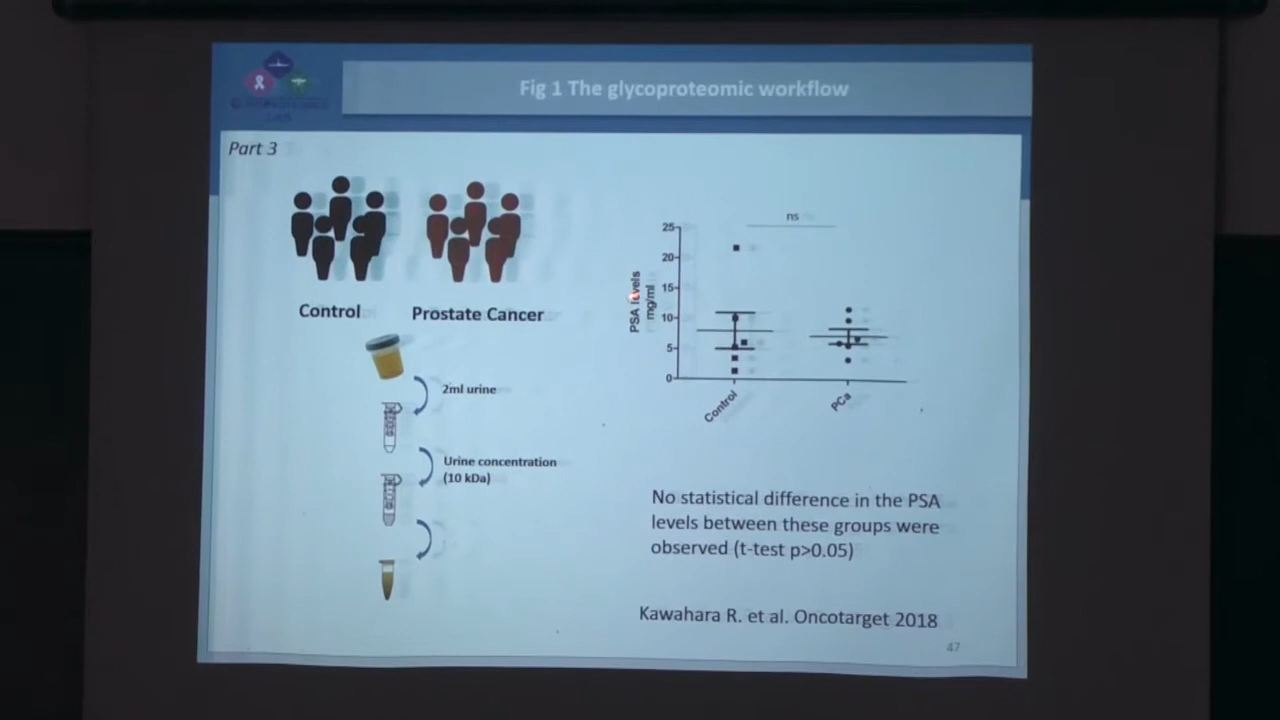 Fig 1 The glycoproteomic workflow
Part 3
Control
Prostate Cancer
2ml urine
Urine concentration
(10 kDa)
ns
PSA levels
mg/ml
25
20
15
10
5
0
Control
PCa
No statistical difference in the PSA
levels between these groups were
observed (t-test p>0.05)
Kawahara R. et al. Oncotarget 2018
47